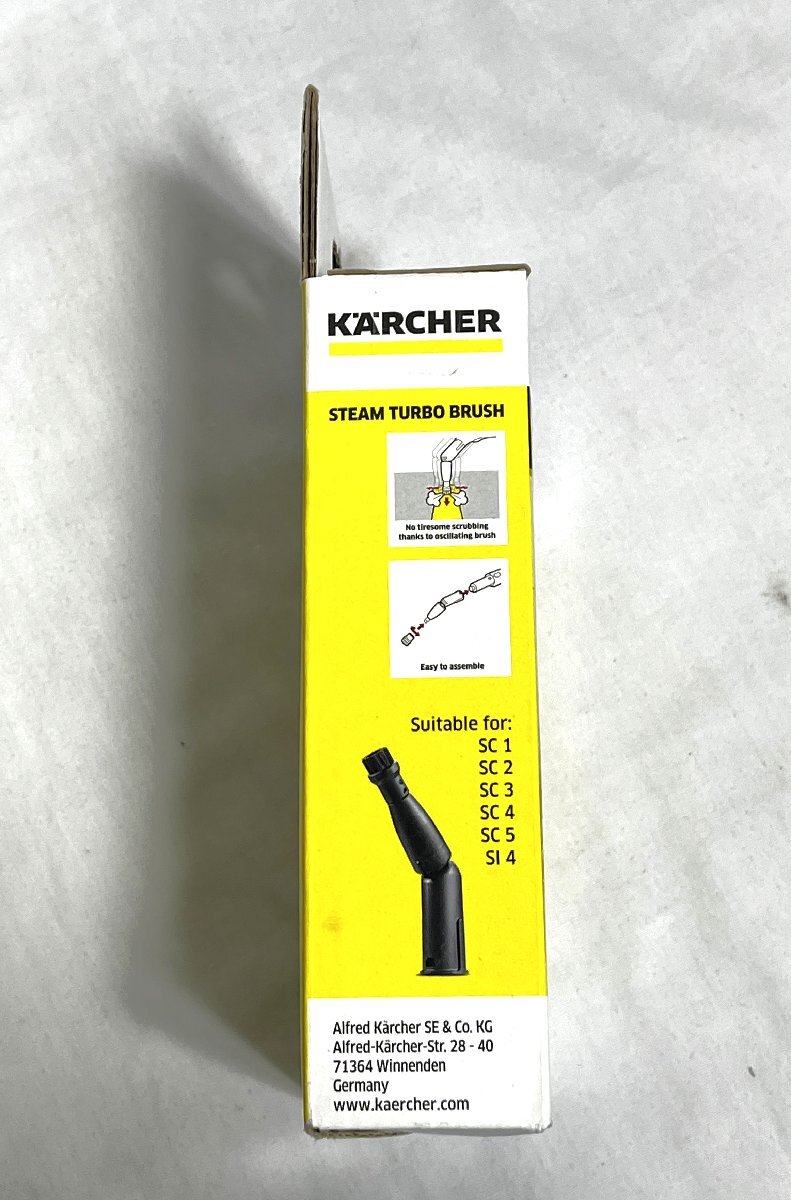 KÄRCHER
STEAM TURBO BRUSH
No tiresome scrubbing
thanks to oscillating brush
Easy to assemble
Suitable for:
SC 1
SC 2
SC 3
SC 4
SC 5
SI 4
Alfred Kärcher SE & Co. KG
Alfred-Kärcher-Str. 28 - 40
71364 Winnenden
Germany
www.kaercher.com